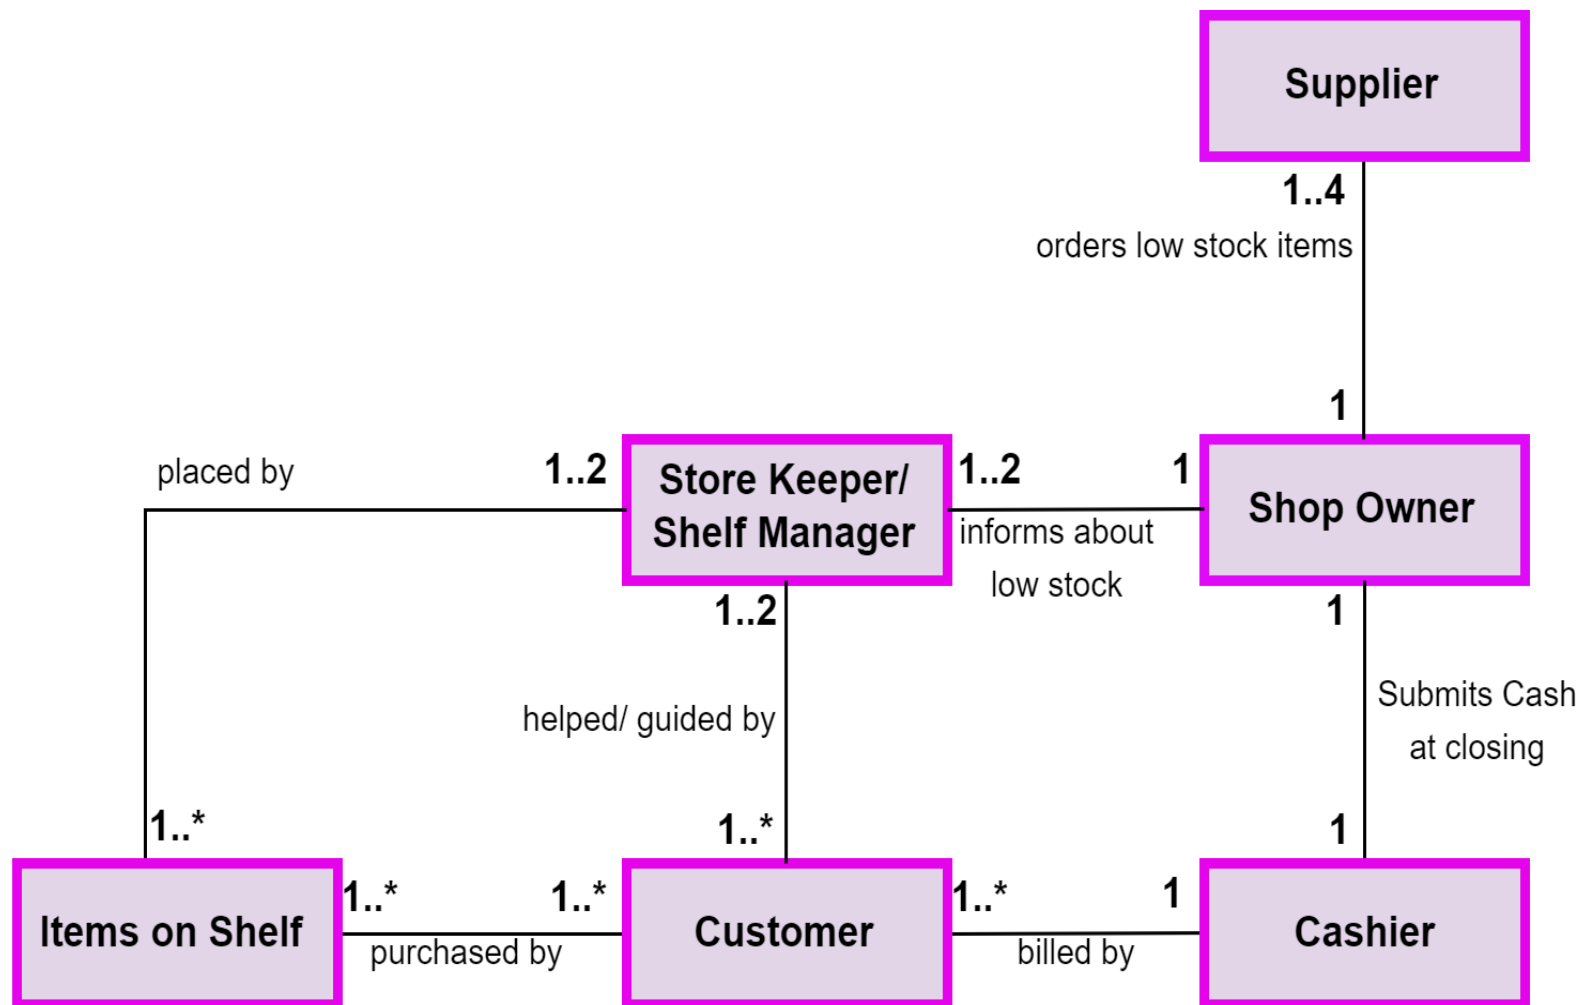 Supplier
1..4
orders low stock items
1
placed by
1..2
Store Keeper/
Shelf Manager
1..2
1
informs about
low stock
Shop Owner
1..2
1
helped/ guided by
Submits Cash
at closing
1..*
1..*
1
Items on Shelf
1..*
1..*
purchased by
Customer
1..*
1
billed by
Cashier